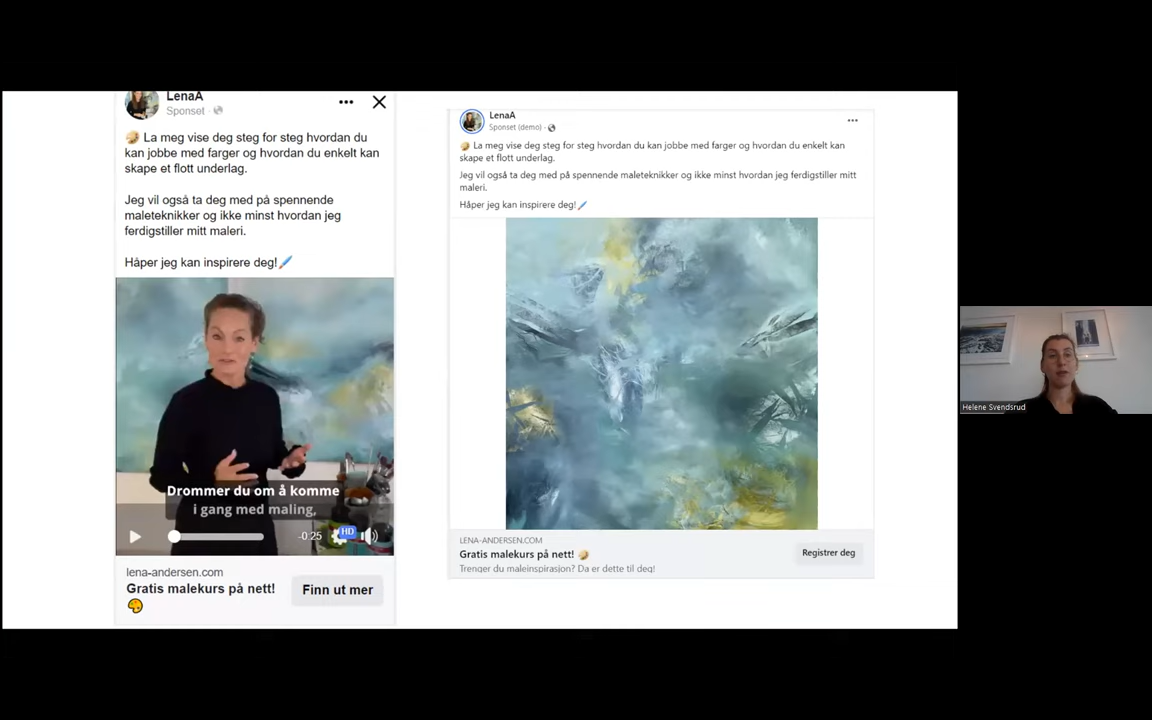 LenaA
Sponset ·
La meg vise deg steg for steg hvordan du
kan jobbe med farger og hvordan du enkelt kan
skape et flott underlag.
Jeg vil også ta deg med på spennende
maleteknikker og ikke minst hvordan jeg
ferdigstiller mitt maleri.
Håper jeg kan inspirere deg!
Drommer du om å komme
i gang med maling,
-0:25
HD
lena-andersen.com
Gratis malekurs på nett!
Finn ut mer
LenaA
Sponset (demo) ·
La meg vise deg steg for steg hvordan du kan jobbe med farger og hvordan du enkelt kan
skape et flott underlag.
Jeg vil også ta deg med på spennende maleteknikker og ikke minst hvordan jeg ferdigstiller mitt
maleri.
Håper jeg kan inspirere deg!
LENA-ANDERSEN.COM
Gratis malekurs på nett!
Trenger du maleinspirasjon? Da er dette til deg!
Registrer deg
Helene Svendsrud